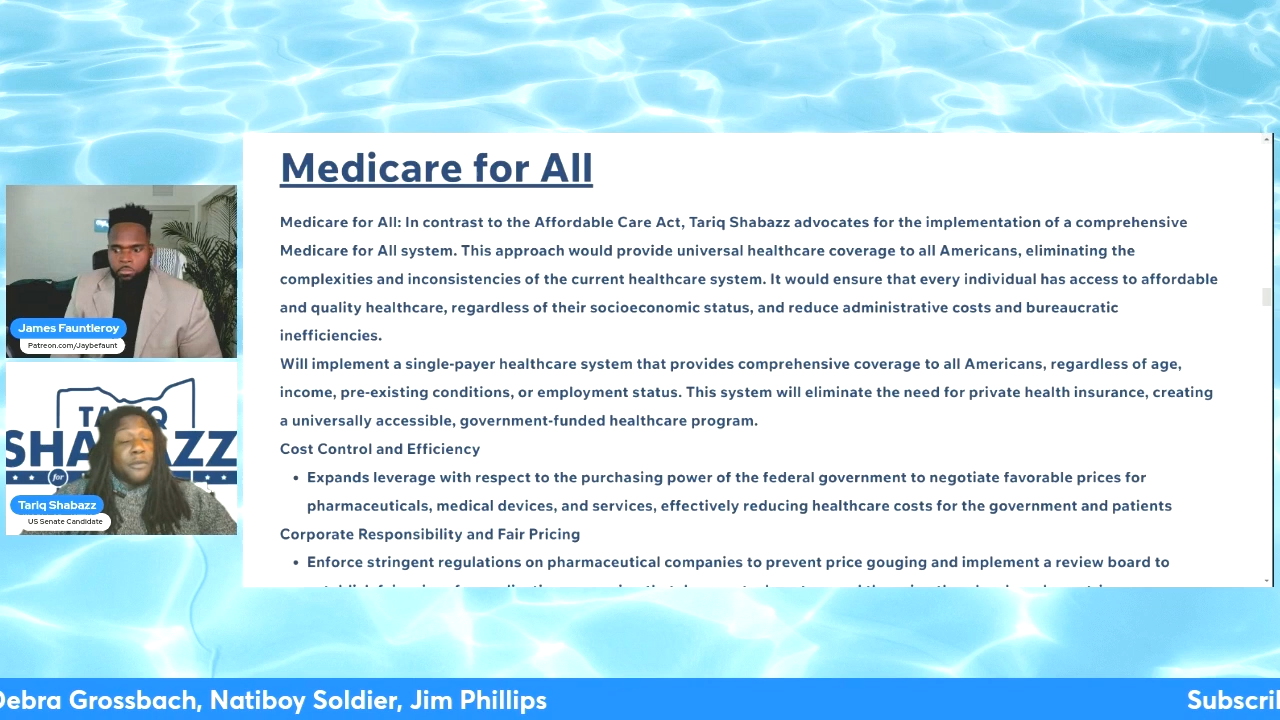 Medicare for All
Medicare for All: In contrast to the Affordable Care Act, Tariq Shabazz advocates for the implementation of a comprehensive
Medicare for All system. This approach would provide universal healthcare coverage to all Americans, eliminating the
complexities and inconsistencies of the current healthcare system. It would ensure that every individual has access to affordable
and quality healthcare, regardless of their socioeconomic status, and reduce administrative costs and bureaucratic
inefficiencies.
Will implement a single-payer healthcare system that provides comprehensive coverage to all Americans, regardless of age,
income, pre-existing conditions, or employment status. This system will eliminate the need for private health insurance, creating
a universally accessible, government-funded healthcare program.
Cost Control and Efficiency
• Expands leverage with respect to the purchasing power of the federal government to negotiate favorable prices for
pharmaceuticals, medical devices, and services, effectively reducing healthcare costs for the government and patients
Corporate Responsibility and Fair Pricing
• Enforce stringent regulations on pharmaceutical companies to prevent price gouging and implement a review board to
James Fauntleroy
Patreon.com/Jaybefaunt
TARIQ
SHABAZZ
for
Tariq Shabazz
US Senate Candidate
Debra Grossbach, Natiboy Soldier, Jim Phillips
Subscri